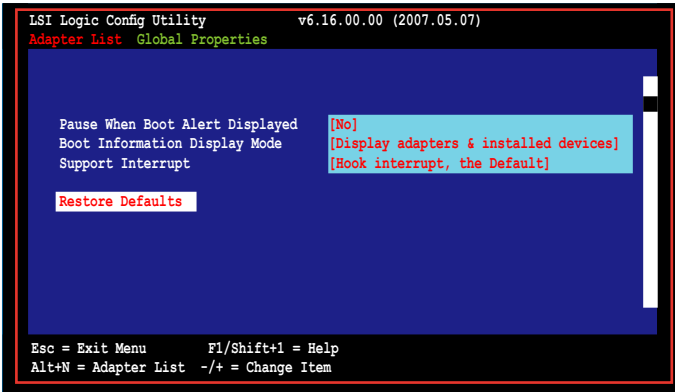 LSI Logic Config Utility v6.16.00.00 (2007.05.07)
Adapter List Global Properties
Pause When Boot Alert Displayed [No]
Boot Information Display Mode [Display adapters & installed devices]
Support Interrupt [Hook interrupt, the Default]
Restore Defaults
Esc = Exit Menu F1/Shift+1 = Help
Alt+N = Adapter List -/+ = Change Item